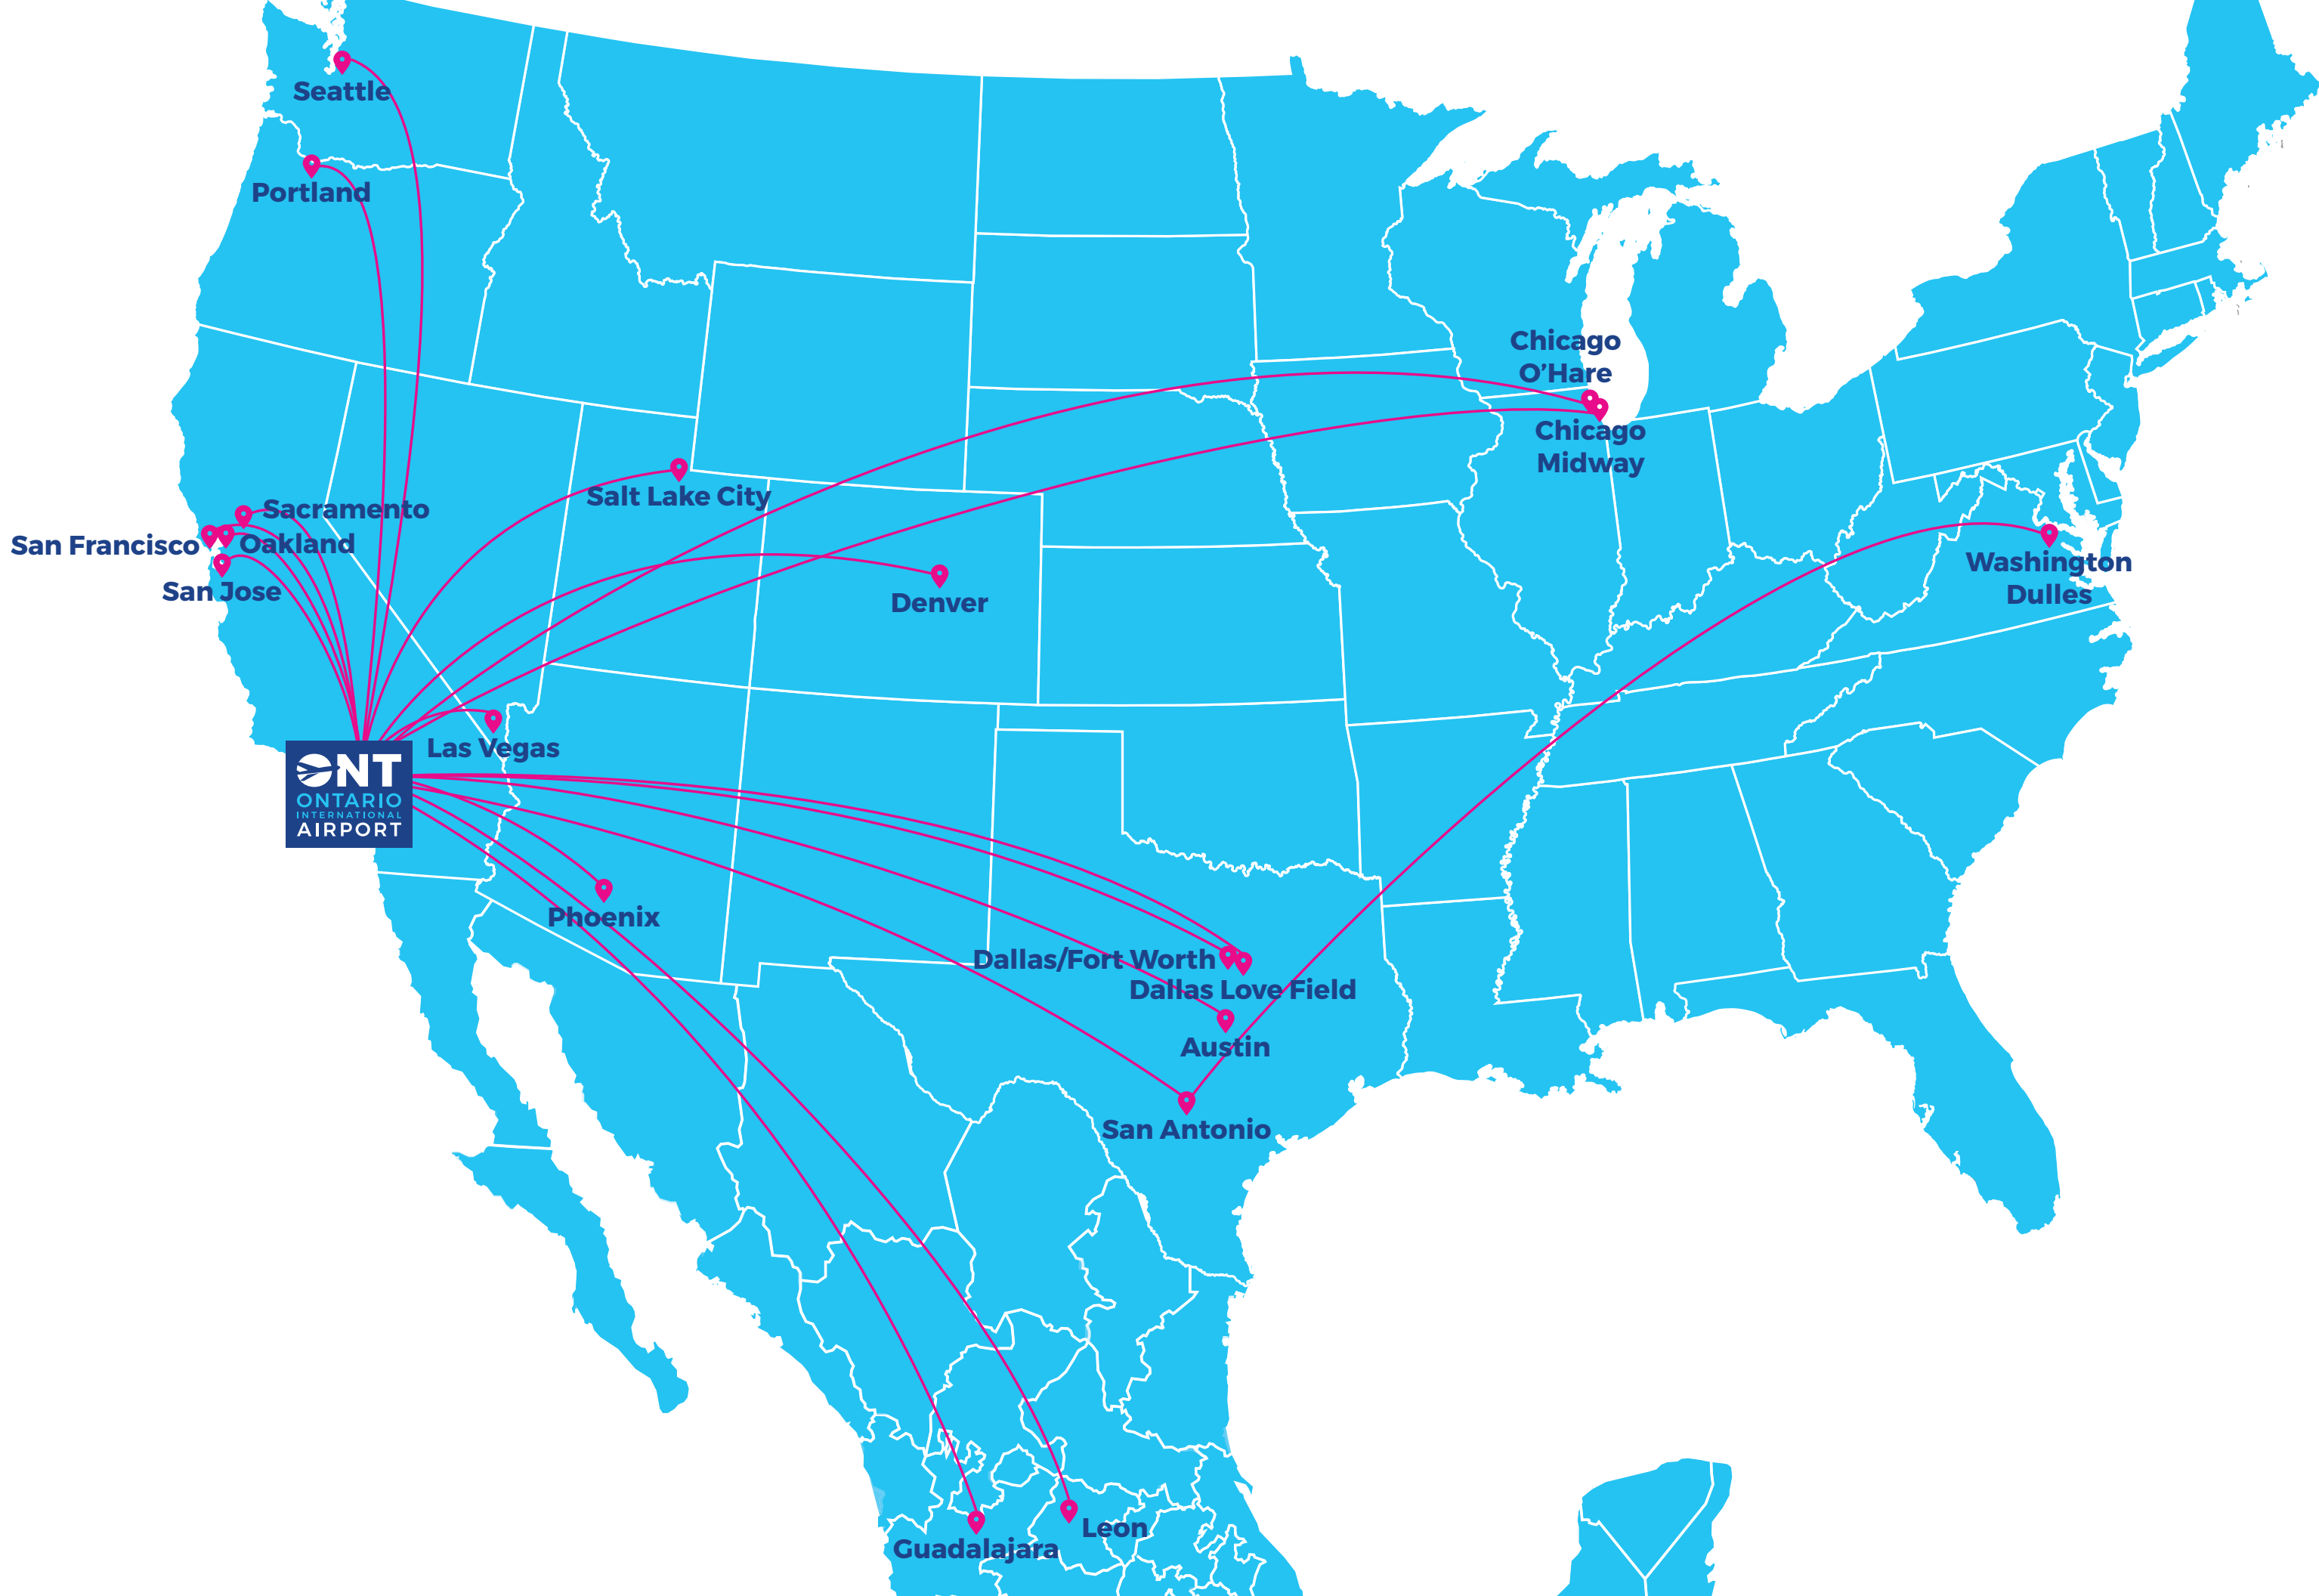 Seattle
Portland
Chicago
O’Hare
Chicago
Midway
Salt Lake City
Sacramento
San Francisco
Oakland
San Jose
Washington
Dulles
Denver
Las Vegas
ONT
ONTARIO
INTERNATIONAL
AIRPORT
Phoenix
Dallas/Fort Worth
Dallas Love Field
Austin
San Antonio
Leon
Guadalajara